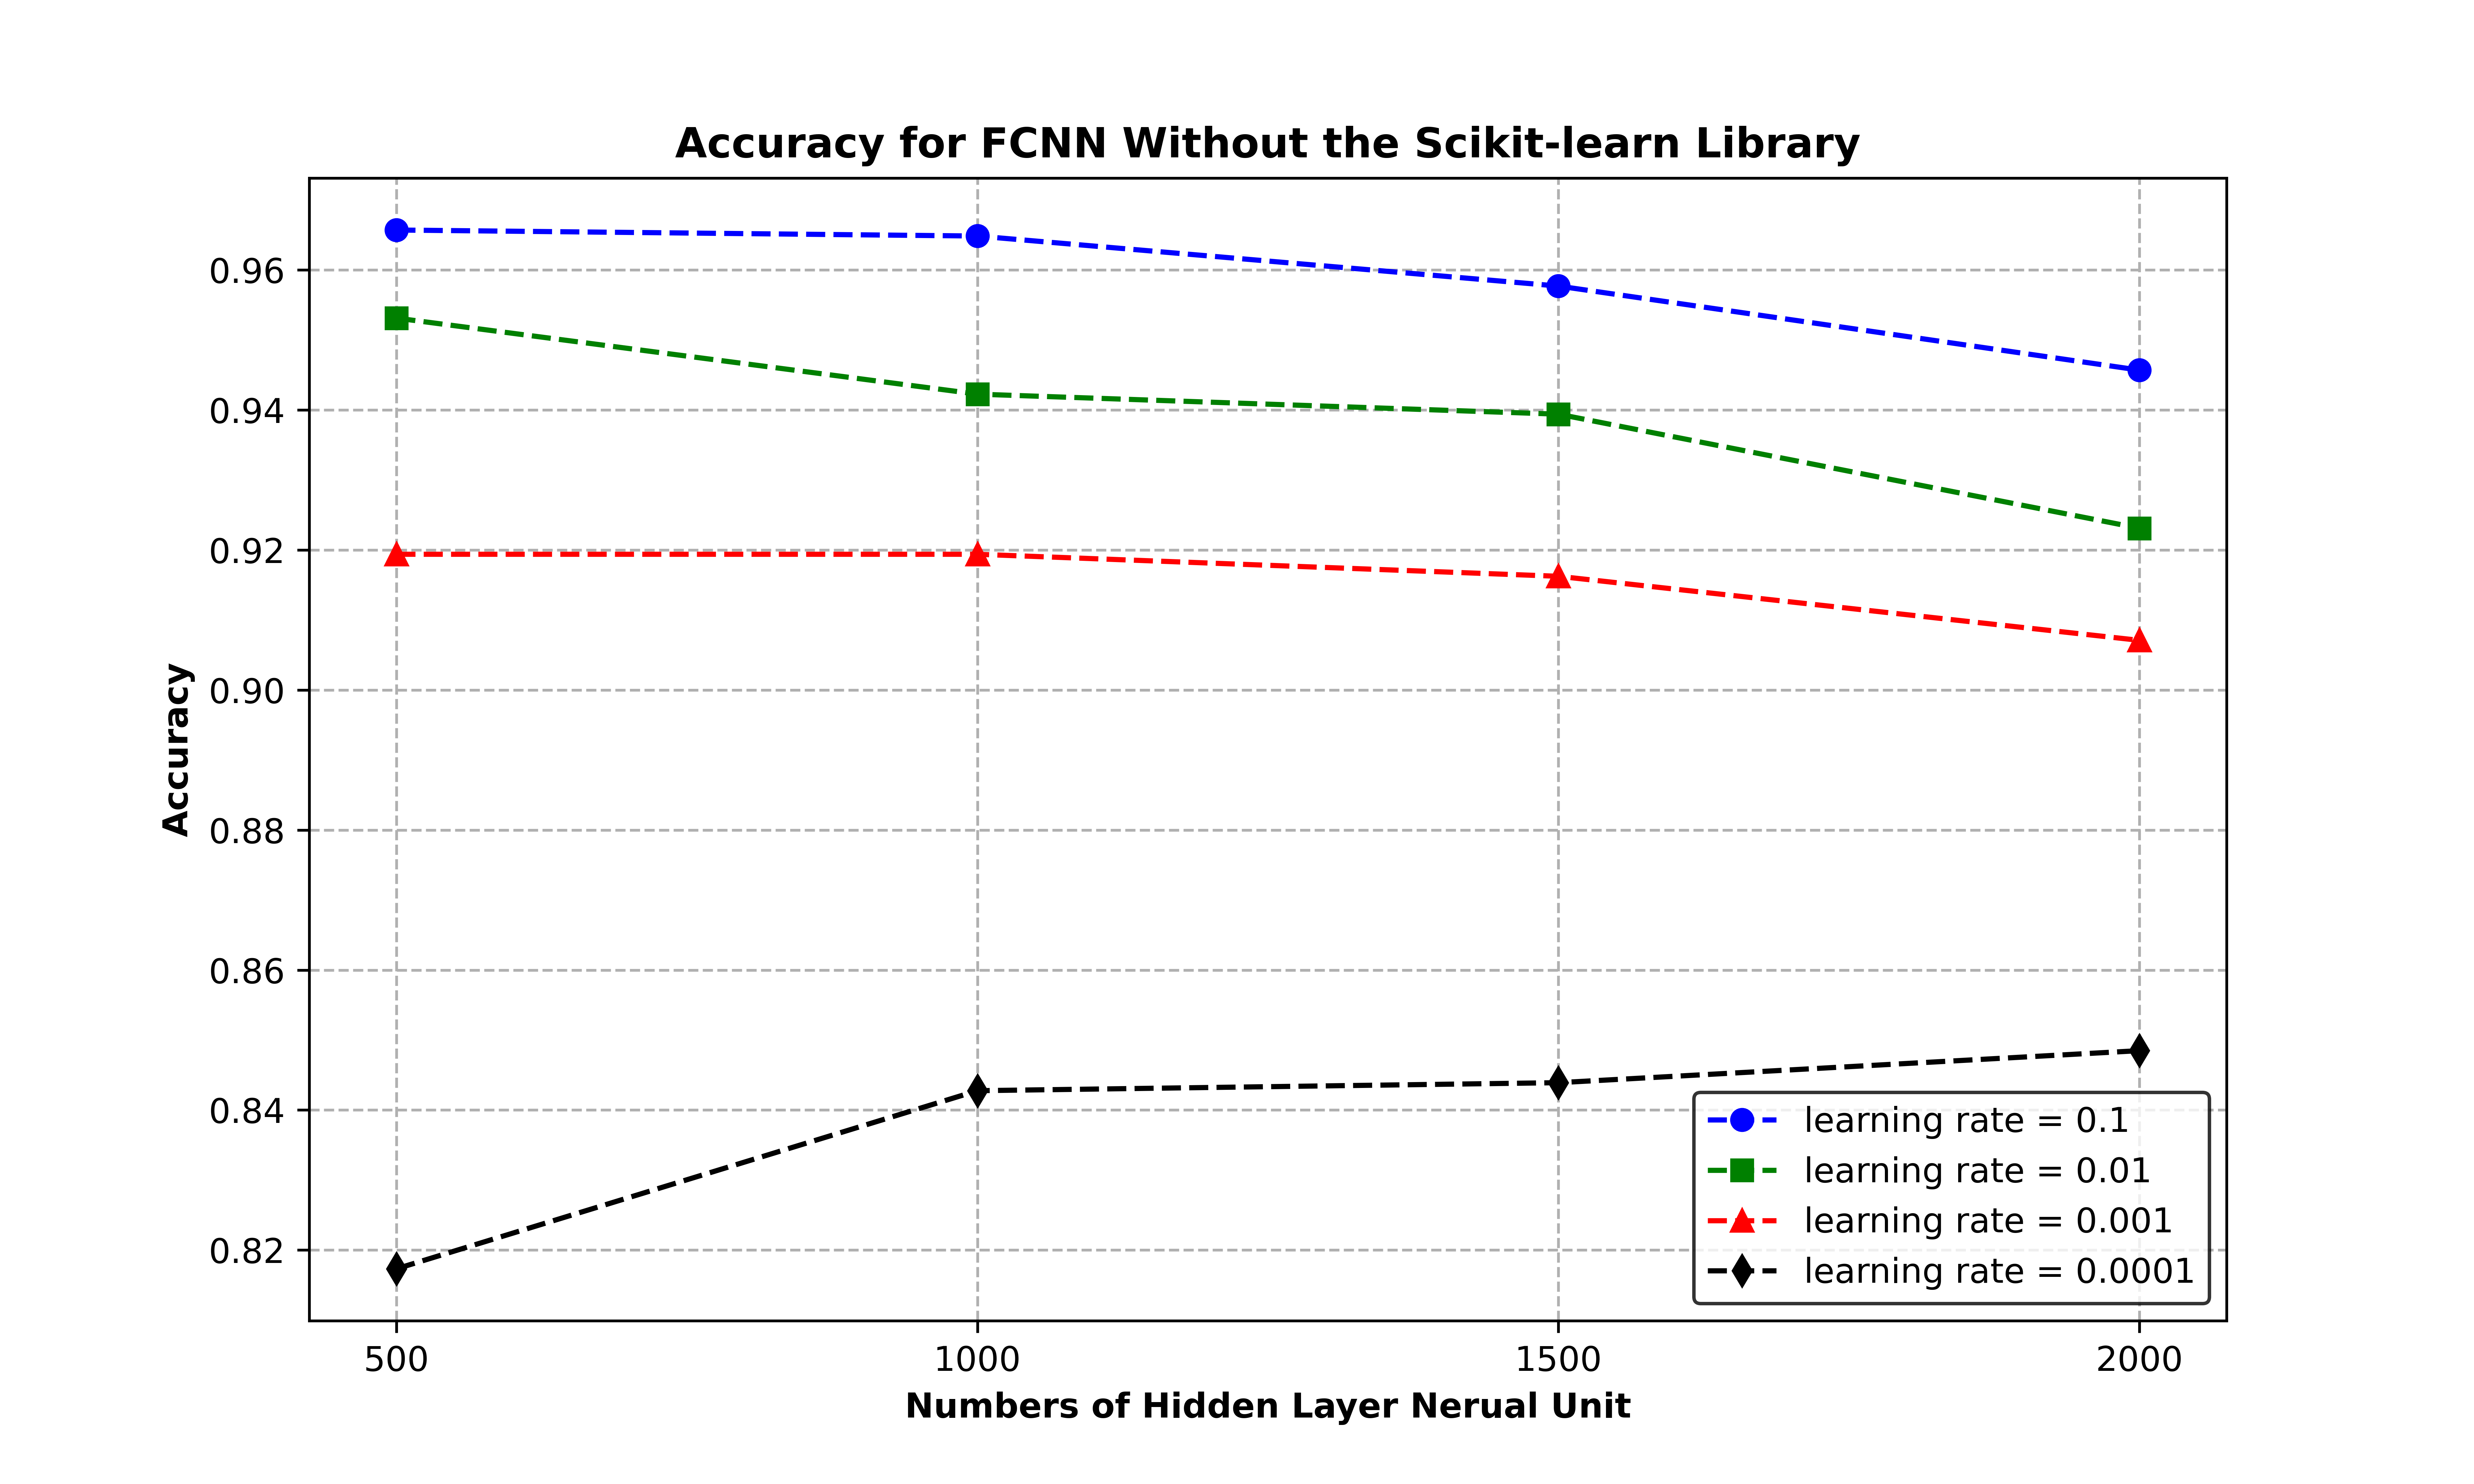 Accuracy for FCNN Without the Scikit-learn Library
Accuracy
0.96
0.94
0.92
0.90
0.88
0.86
0.84
0.82
learning rate = 0.1
learning rate = 0.01
learning rate = 0.001
learning rate = 0.0001
500 1000 1500 2000
Numbers of Hidden Layer Nerual Unit